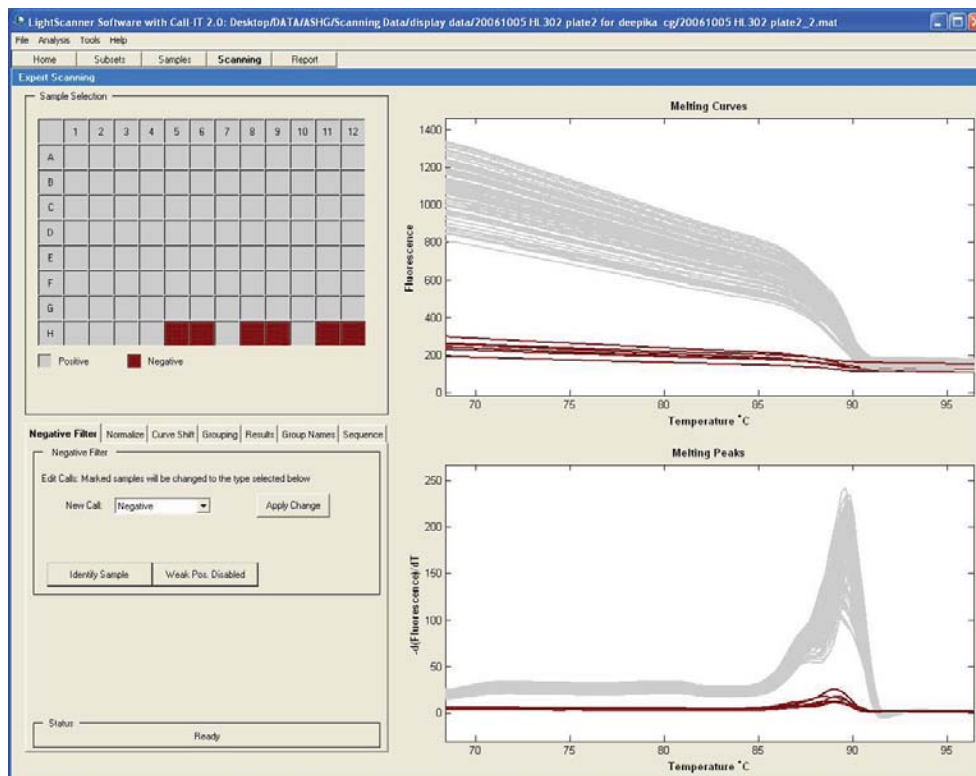 LightScanner Software with Call-IT 2.0: Desktop/DATA/ASHG/Scanning Data/display data/20061005 HL302 plate2 for deepika_cg/20061005 HL302 plate2_2.mat
File Analysis Tools Help
Home Subsets Samples Scanning Report
Expert Scanning
Sample Selection
1 2 3 4 5 6 7 8 9 10 11 12
A
B
C
D
E
F
G
H
Positive Negative
Negative Filter Normalize Curve Shift Grouping Results Group Names Sequence
Negative Filter
Edit Calls: Marked samples will be changed to the type selected below
New Call: Negative Apply Change
Identify Sample Weak Pos. Disabled
Status
Ready
Melting Curves
1400
1200
1000
800
600
400
200
0
Fluorescence
70 75 80 85 90 95
Temperature °C
Melting Peaks
250
200
150
100
50
0
-d(Fluorescence)/dT
70 75 80 85 90 95
Temperature °C